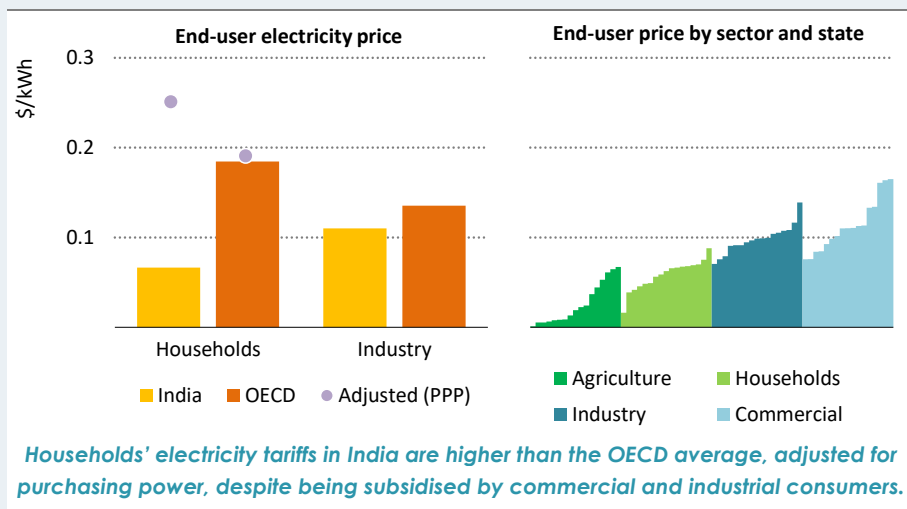 End-user electricity price
End-user price by sector and state
$/kWh
0.3
0.2
0.1
Households
Industry
India
OECD
Adjusted (PPP)
Agriculture
Households
Industry
Commercial
Households’ electricity tariffs in India are higher than the OECD average, adjusted for
purchasing power, despite being subsidised by commercial and industrial consumers.